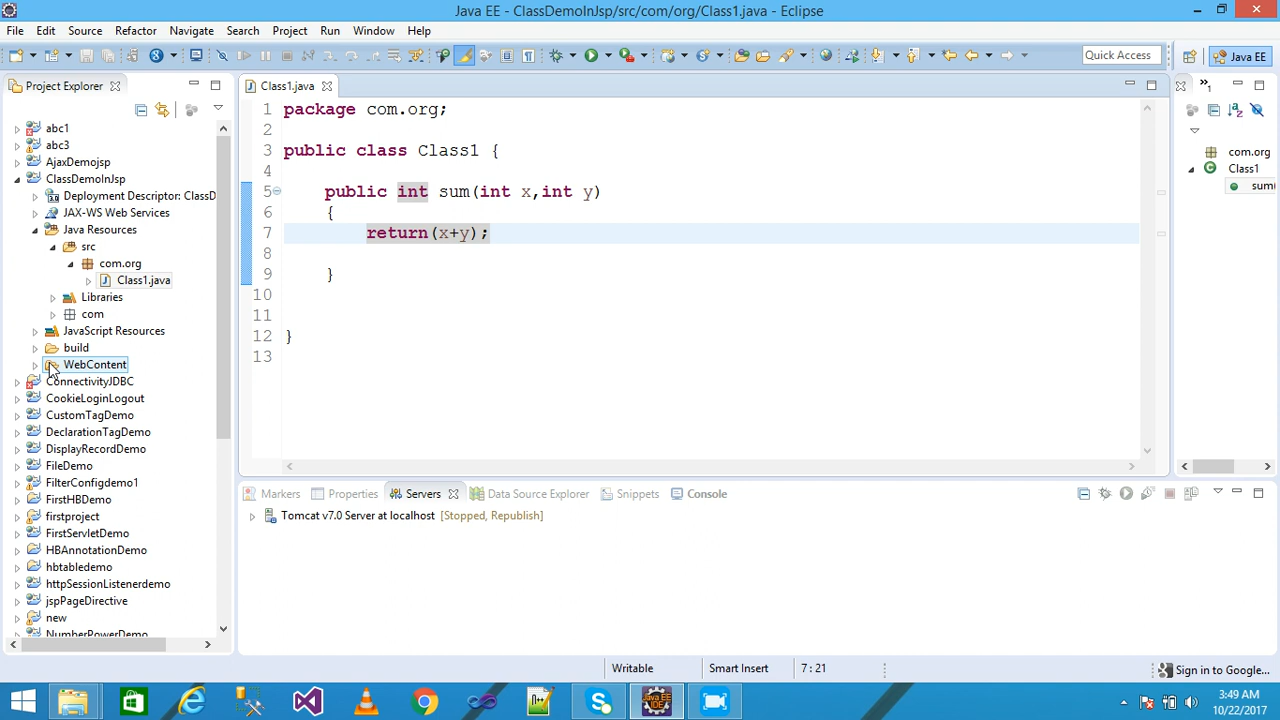 Java EE - ClassDemoInJsp/src/com/org/Class1.java - Eclipse
File Edit Source Refactor Navigate Search Project Run Window Help
Quick Access
Java EE
Project Explorer
abc1
abc3
AjaxDemojsp
ClassDemoInJsp
Deployment Descriptor: ClassD
JAX-WS Web Services
Java Resources
src
com.org
Class1.java
Libraries
com
JavaScript Resources
build
WebContent
ConnectivityJDBC
CookieLoginLogout
CustomTagDemo
DeclarationTagDemo
DisplayRecordDemo
FileDemo
FilterConfigdemo1
FirstHBDemo
firstproject
FirstServletDemo
HBAnnotationDemo
hbtabledemo
httpSessionListenerdemo
jspPageDirective
new
NumberPowerDemo
Class1.java
1 package com.org;
2
3 public class Class1 {
4
5 public int sum(int x,int y)
6 {
7 return(x+y);
8
9 }
10
11
12 }
13
»1
com.org
Class1
sum(
Markers Properties Servers Data Source Explorer Snippets Console
Tomcat v7.0 Server at localhost [Stopped, Republish]
Writable Smart Insert 7 : 21 Sign in to Google...
Java EE IDE
3:49 AM
10/22/2017